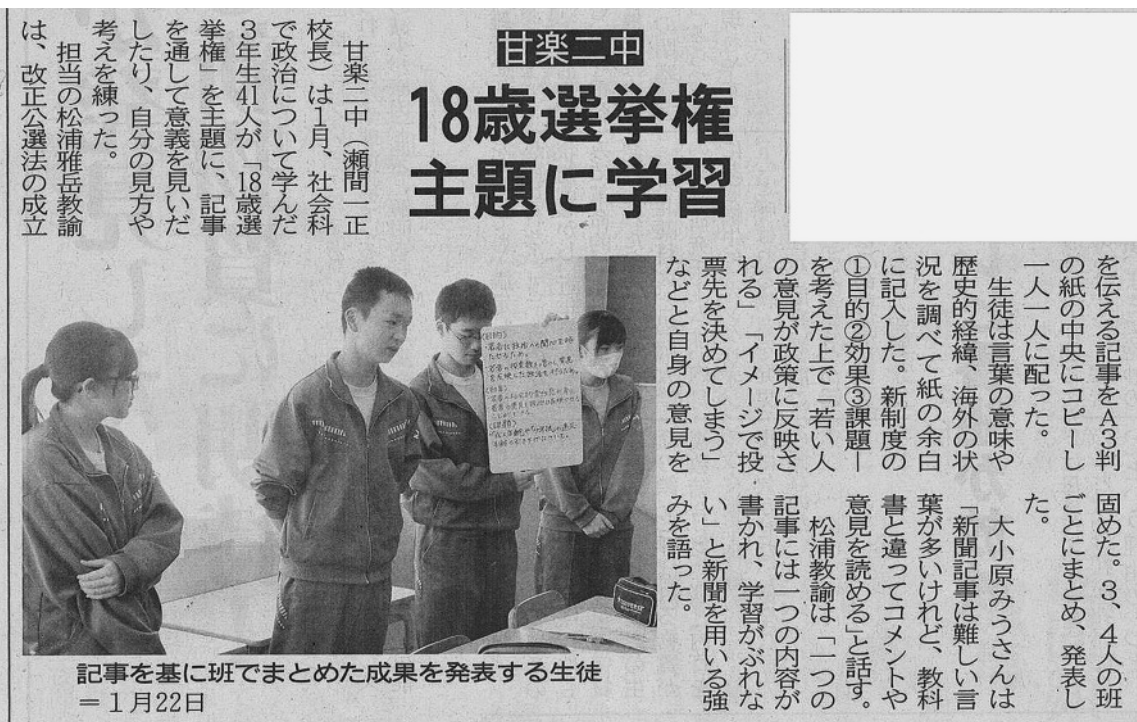 甘楽二中
18歳選挙権
主題に学習
甘楽二中（瀬間一正
校長）は１月、社会科
で政治について学んだ
３年生41人が「18歳選
挙権」を主題に、記事
を通して意義を見いだ
したり、自分の見方や
考えを練った。
担当の松浦雅岳教諭
は、改正公選法の成立
を伝える記事をＡ３判
の紙の中央にコピーし
一人一人に配った。
生徒は言葉の意味や
歴史的経緯、海外の状
況を調べて紙の余白
に記入した。新制度の
①目的②効果③課題―
を考えた上で「若い人
の意見が政策に反映さ
れる」「イメージで投
票先を決めてしまう」
などと自身の意見を
固めた。３、４人の班
ごとにまとめ、発表し
た。
大小原みうさんは
「新聞記事は難しい言
葉が多いけれど、教科
書と違ってコメントや
意見を読める」と話す。
松浦教諭は「一つの
記事には一つの内容が
書かれ、学習がぶれな
い」と新聞を用いる強
みを語った。
記事を基に班でまとめた成果を発表する生徒
＝１月22日